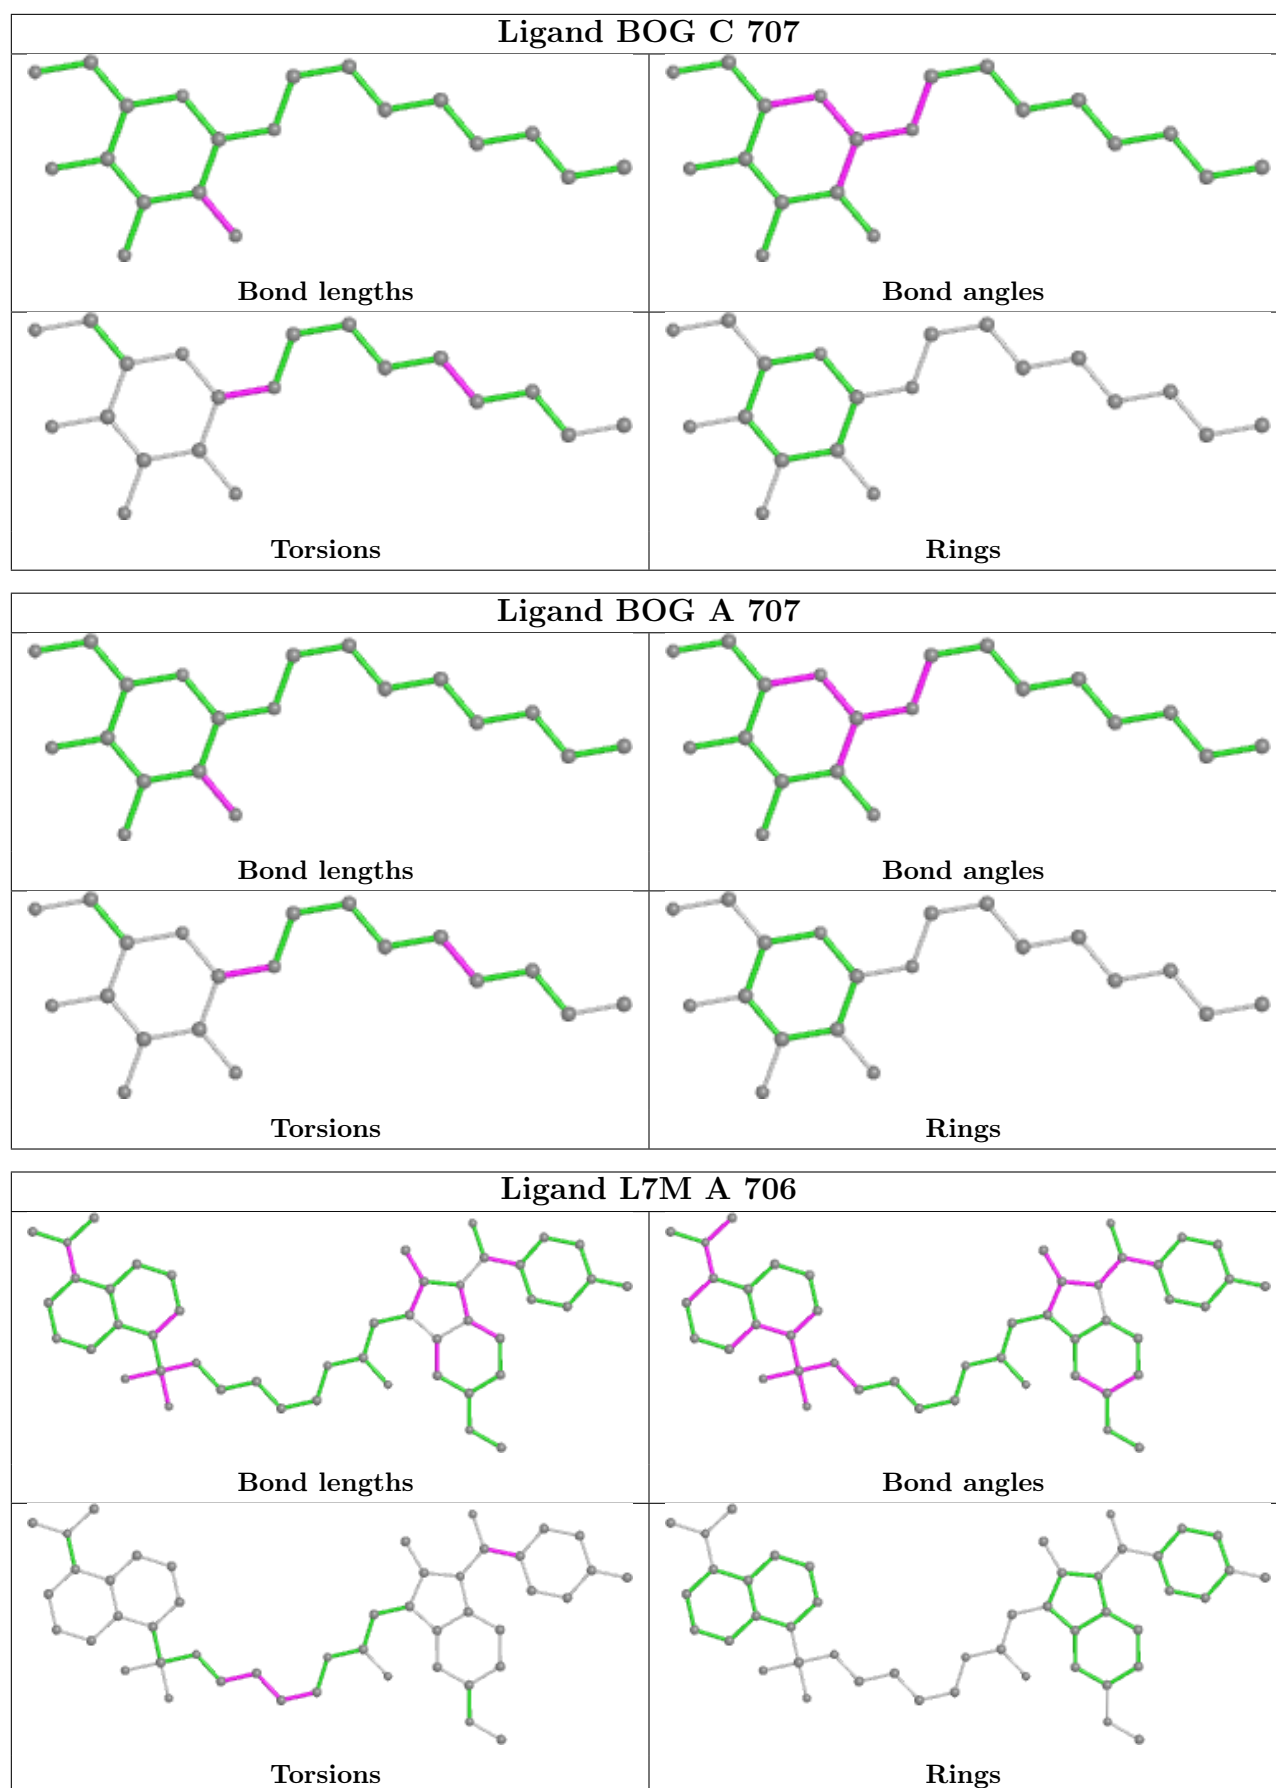 Ligand BOG C 707
Bond lengths
Bond angles
Torsions
Rings
Ligand BOG A 707
Bond lengths
Bond angles
Torsions
Rings
Ligand L7M A 706
Bond lengths
Bond angles
Torsions
Rings